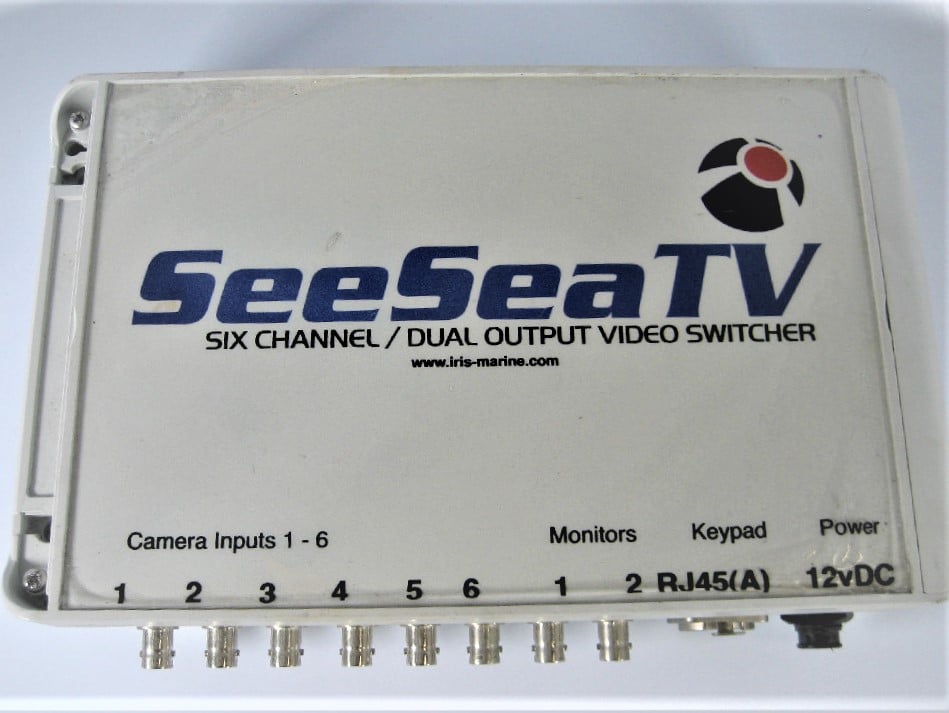 SeeSeaTV
SIX CHANNEL / DUAL OUTPUT VIDEO SWITCHER
www.iris-marine.com
Camera Inputs 1 - 6 Monitors Keypad Power
1 2 3 4 5 6 1 2 RJ45(A) 12vDC